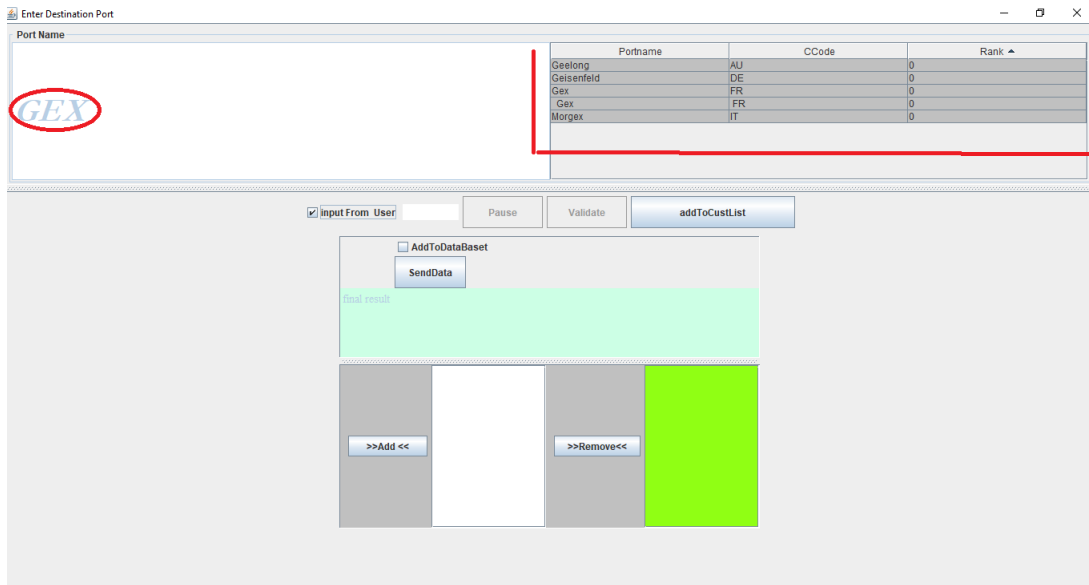 Enter Destination Port
Port Name
GEX
Portname CCode Rank
Geelong AU 0
Geisenfeld DE 0
Gex FR 0
Gex FR 0
Morgex IT 0
input From User Pause Validate addToCustList
AddToDataBaset
SendData
final result
>>Add << >>Remove<<